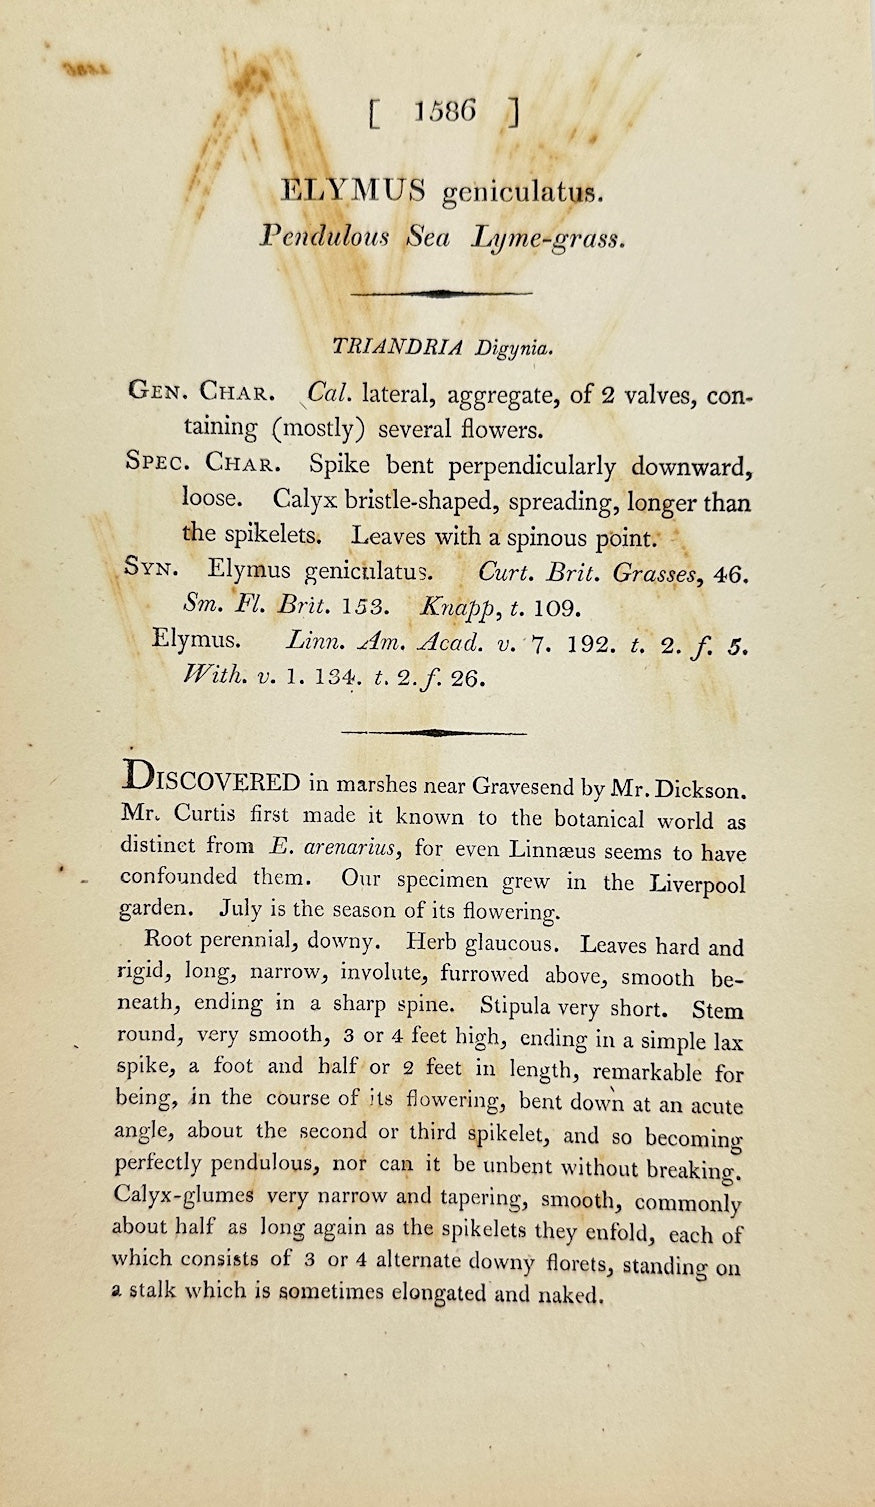 [ 1586 ]
ELYMUS geniculatus.
Pendulous Sea Lyme-grass.
TRIANDRIA Digynia.
GEN. CHAR. Cal. lateral, aggregate, of 2 valves, con-
taining (mostly) several flowers.
SPEC. CHAR. Spike bent perpendicularly downward,
loose. Calyx bristle-shaped, spreading, longer than
the spikelets. Leaves with a spinous point.
SYN. Elymus geniculatus. Curt. Brit. Grasses, 46.
Sm. Fl. Brit. 153. Knapp, t. 109.
Elymus. Linn. Am. Acad. v. 7. 192. t. 2. f. 5.
With. v. 1. 134. t. 2. f. 26.
DISCOVERED in marshes near Gravesend by Mr. Dickson.
Mr. Curtis first made it known to the botanical world as
distinct from E. arenarius, for even Linnæus seems to have
confounded them. Our specimen grew in the Liverpool
garden. July is the season of its flowering.
Root perennial, downy. Herb glaucous. Leaves hard and
rigid, long, narrow, involute, furrowed above, smooth be-
neath, ending in a sharp spine. Stipula very short. Stem
round, very smooth, 3 or 4 feet high, ending in a simple lax
spike, a foot and half or 2 feet in length, remarkable for
being, in the course of its flowering, bent down at an acute
angle, about the second or third spikelet, and so becoming
perfectly pendulous, nor can it be unbent without breaking.
Calyx-glumes very narrow and tapering, smooth, commonly
about half as long again as the spikelets they enfold, each of
which consists of 3 or 4 alternate downy florets, standing on
a stalk which is sometimes elongated and naked.